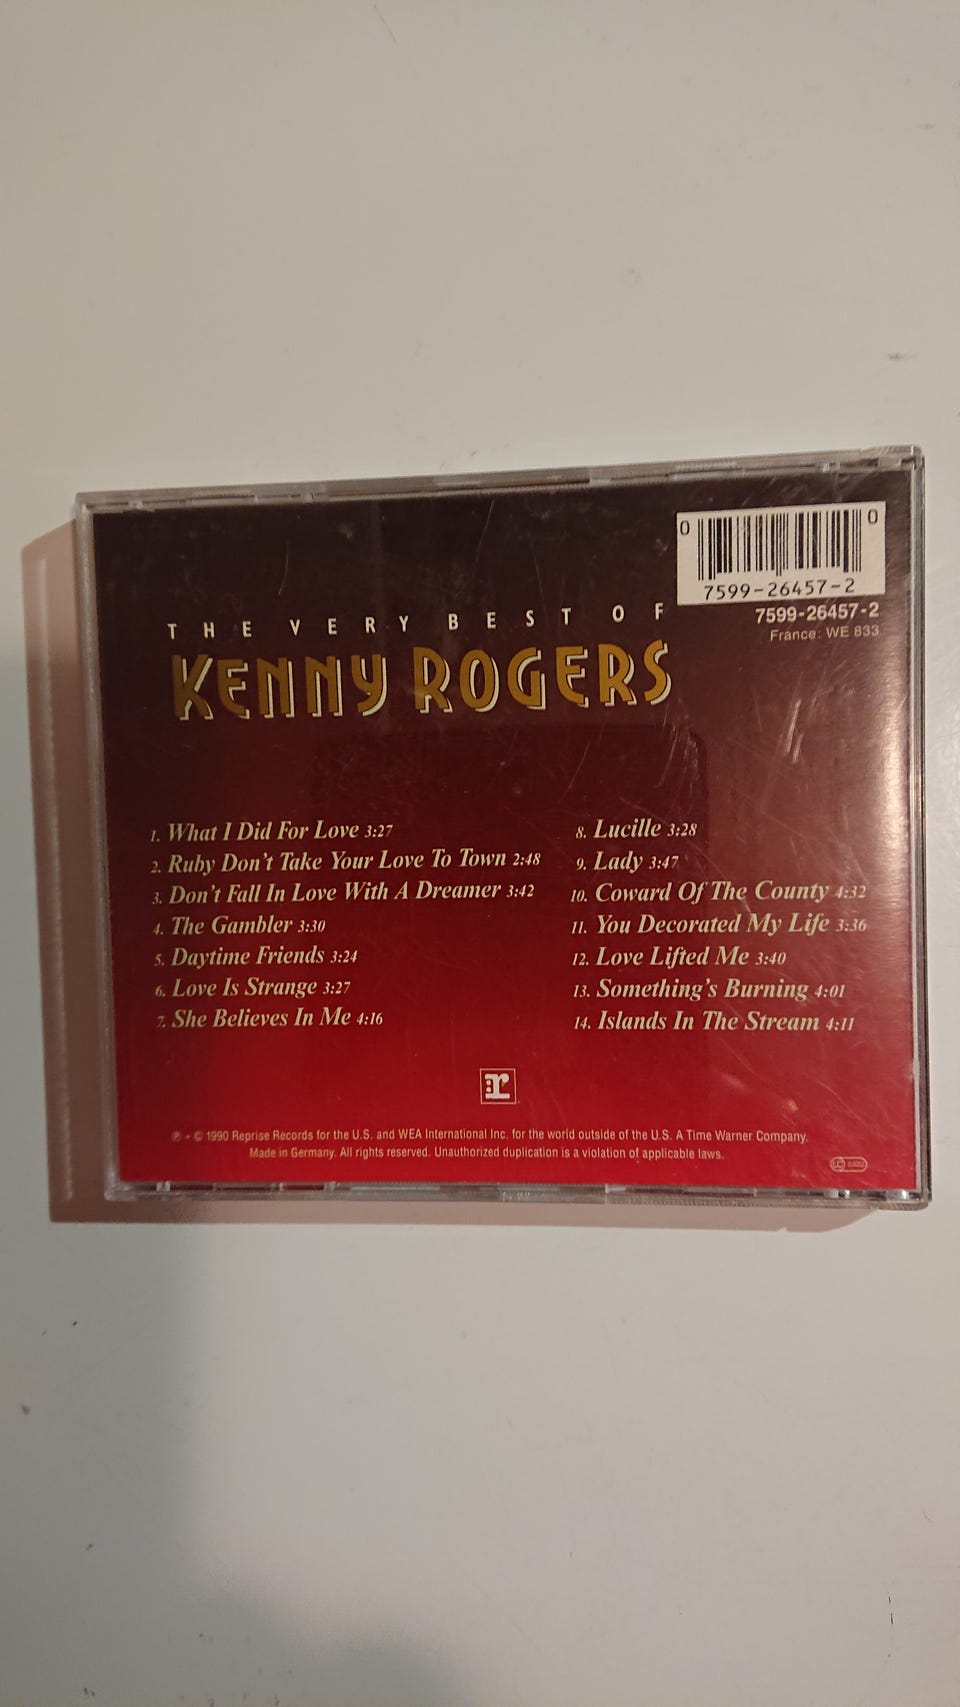 0 0
7599-26457-2
7599-26457-2
France: WE 833
THE VERY BEST OF
KENNY ROGERS
1. What I Did For Love 3:27
2. Ruby Don't Take Your Love To Town 2:48
3. Don't Fall In Love With A Dreamer 3:42
4. The Gambler 3:30
5. Daytime Friends 3:24
6. Love Is Strange 3:27
7. She Believes In Me 4:16
8. Lucille 3:28
9. Lady 3:47
10. Coward Of The County 4:32
11. You Decorated My Life 3:36
12. Love Lifted Me 3:40
13. Something's Burning 4:01
14. Islands In The Stream 4:11
r
℗ + © 1990 Reprise Records for the U.S. and WEA International Inc. for the world outside of the U.S. A Time Warner Company.
Made in Germany. All rights reserved. Unauthorized duplication is a violation of applicable laws.
LC